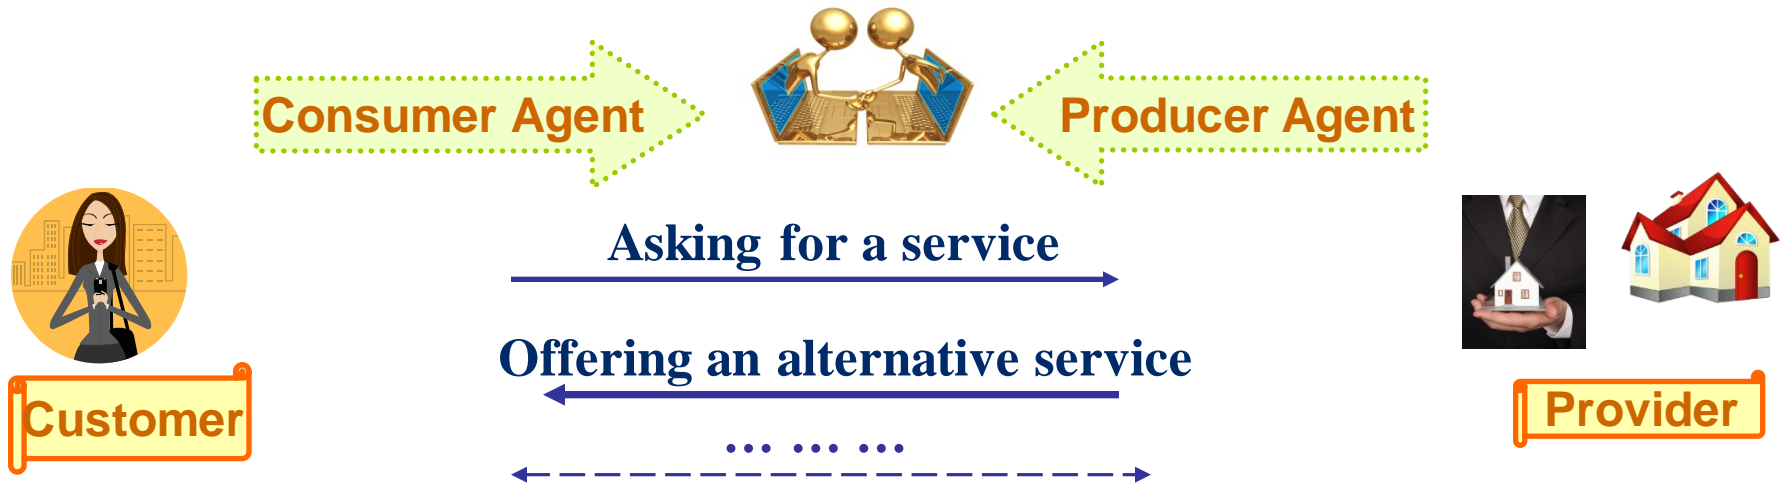 Consumer Agent
Producer Agent
Asking for a service
Offering an alternative service
... ... ...
Customer
Provider